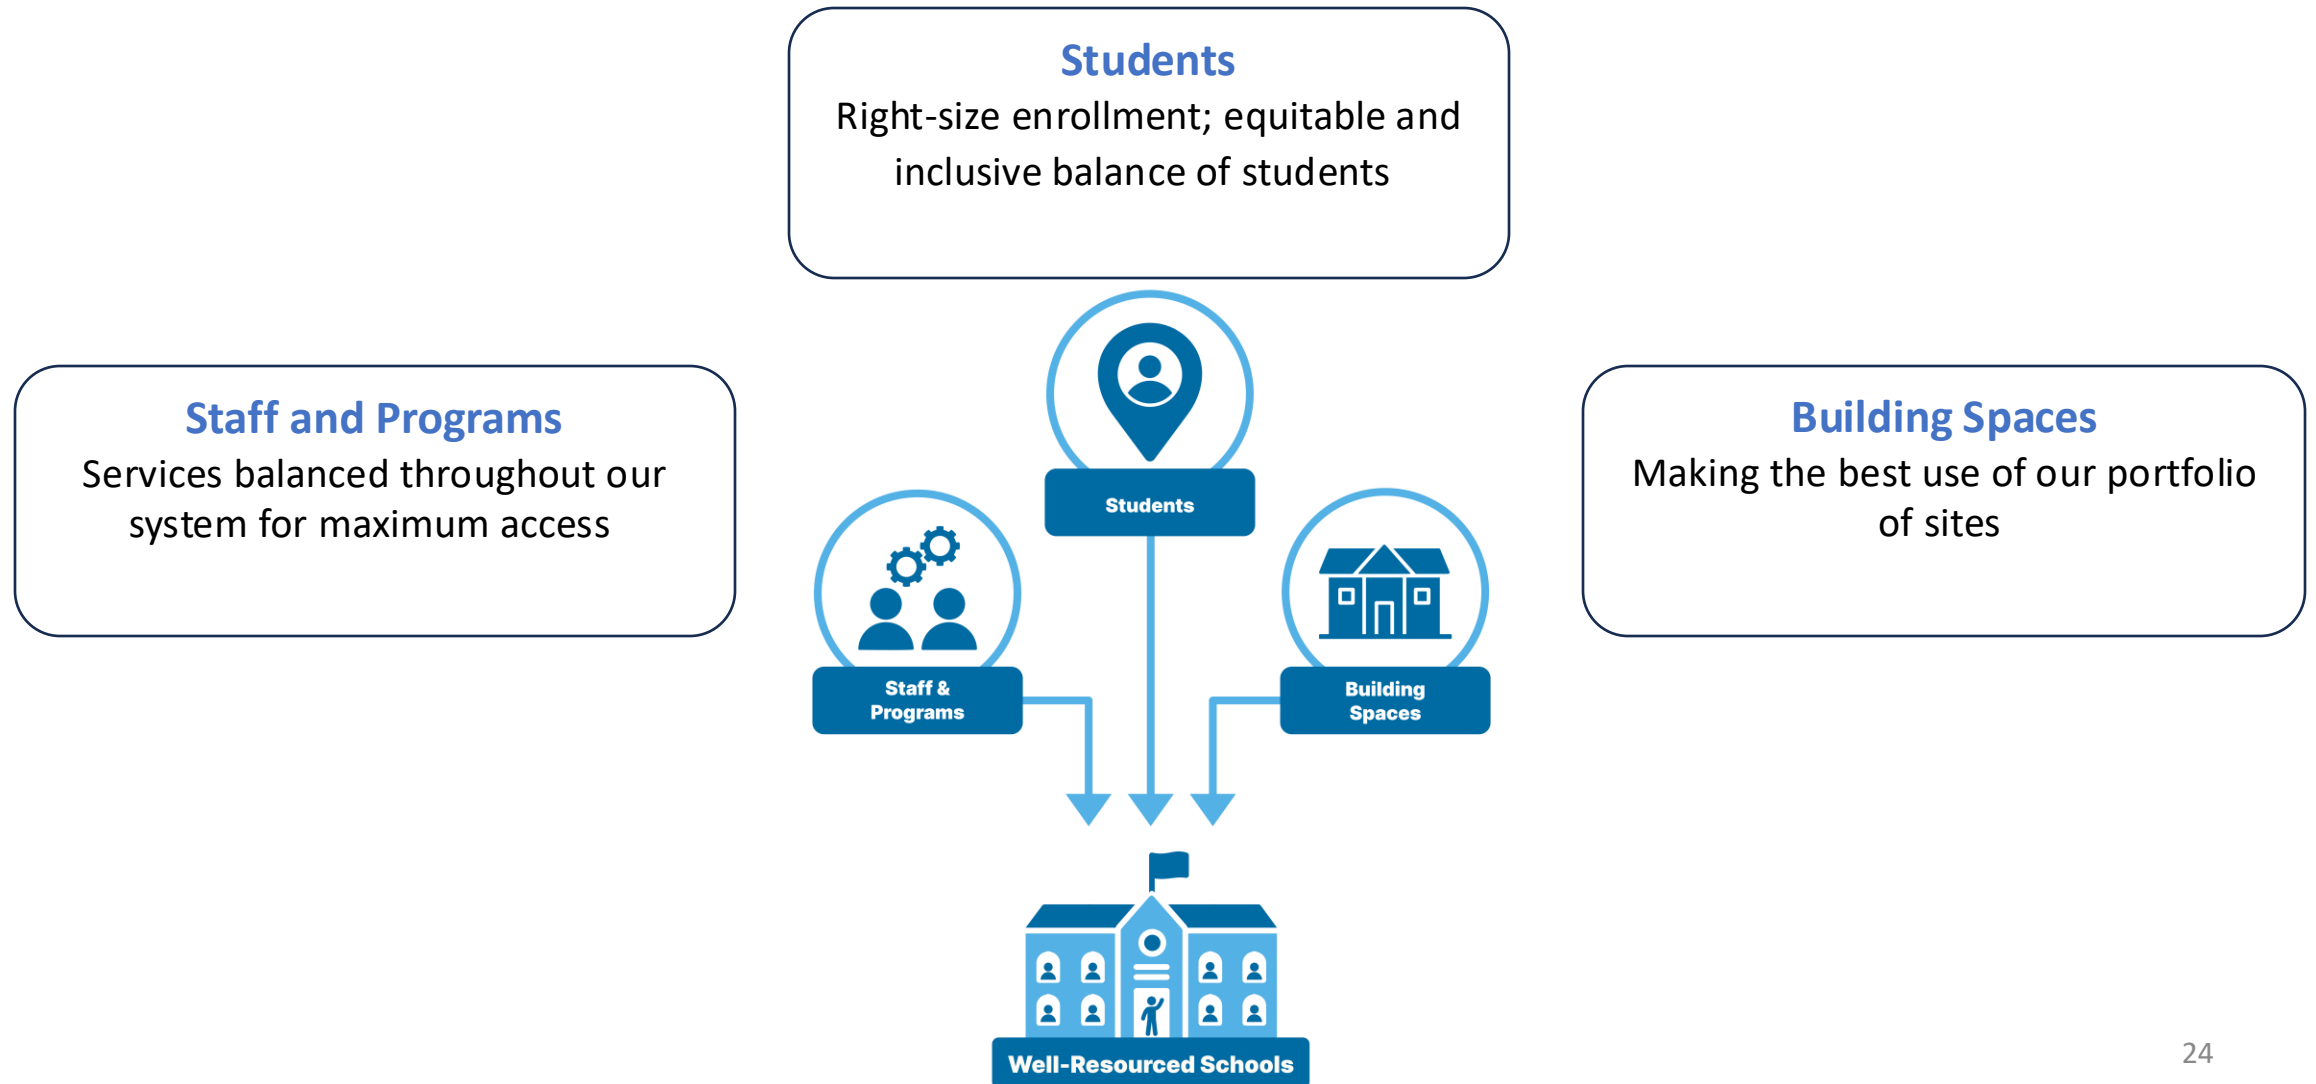 Students
Right-size enrollment; equitable and
inclusive balance of students
Staff and Programs
Services balanced throughout our
system for maximum access
Building Spaces
Making the best use of our portfolio
of sites
Students
Staff &
Programs
Building
Spaces
Well-Resourced Schools
24